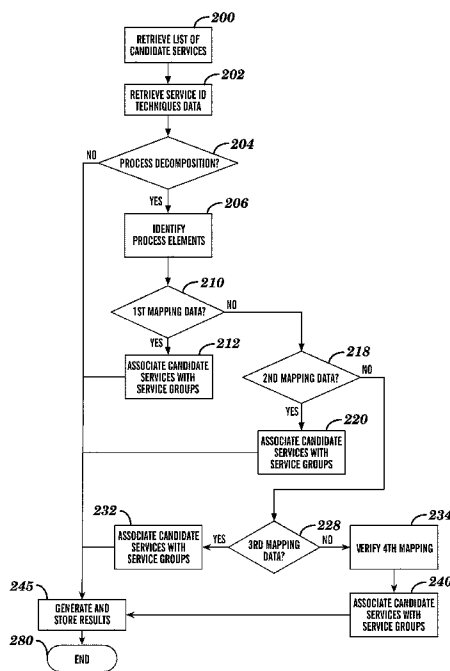 200
RETRIEVE LIST OF
CANDIDATE SERVICES
202
RETRIEVE SERVICE ID
TECHNIQUES DATA
204
NO
PROCESS DECOMPOSITION?
YES
206
IDENTIFY
PROCESS ELEMENTS
210
1ST MAPPING DATA?
NO
YES
212
ASSOCIATE CANDIDATE
SERVICES WITH
SERVICE GROUPS
218
2ND MAPPING DATA?
NO
YES
220
ASSOCIATE CANDIDATE
SERVICES WITH
SERVICE GROUPS
232
ASSOCIATE CANDIDATE
SERVICES WITH
SERVICE GROUPS
YES
228
3RD MAPPING
DATA?
NO
234
VERIFY 4TH MAPPING
240
ASSOCIATE CANDIDATE
SERVICES WITH
SERVICE GROUPS
245
GENERATE AND
STORE RESULTS
280
END